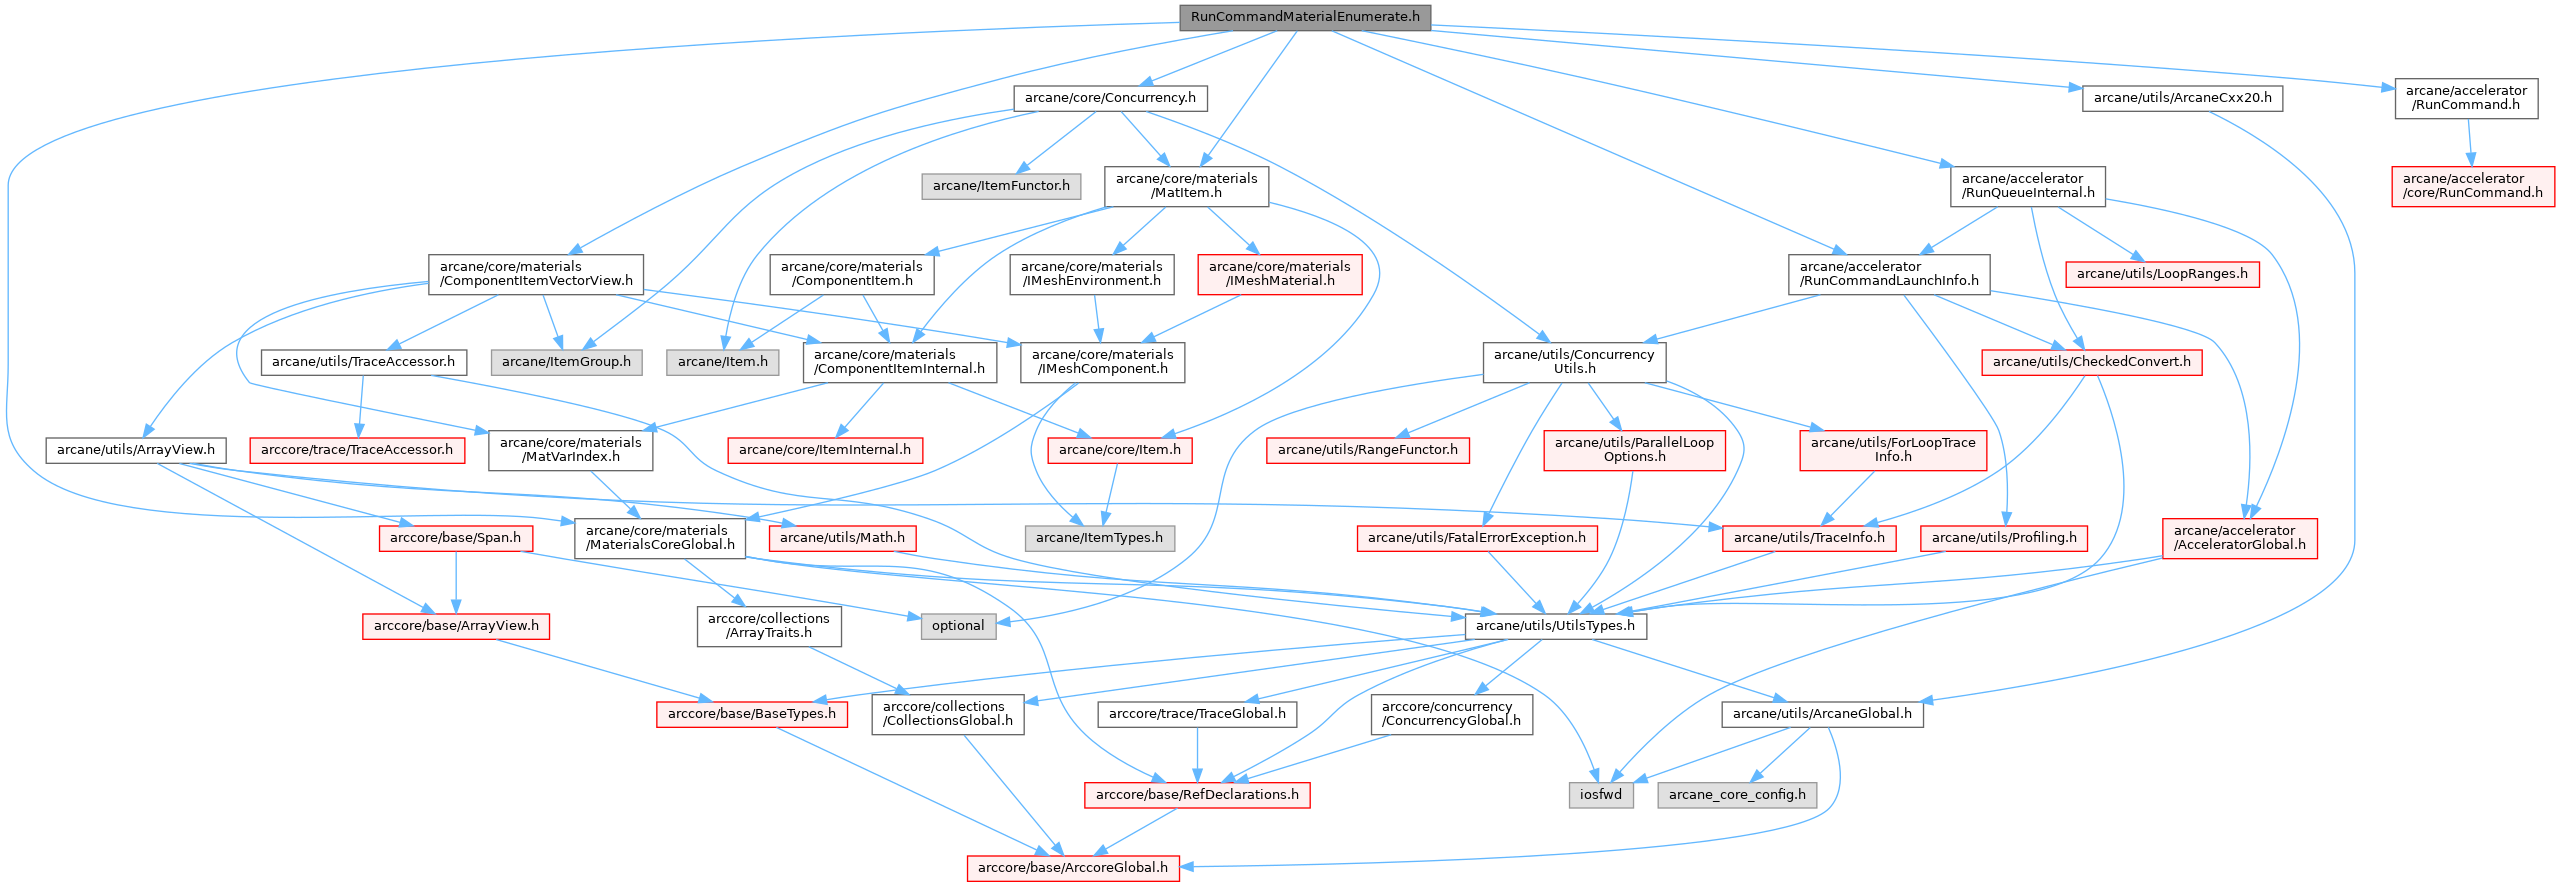 RunCommandMaterialEnumerate.h
arcane/core/Concurrency.h
arcane/utils/ArcaneCxx20.h
arcane/accelerator
/RunCommand.h
arcane/ItemFunctor.h
arcane/core/materials
/MatItem.h
arcane/accelerator
/RunQueueInternal.h
arcane/accelerator
/core/RunCommand.h
arcane/core/materials
/ComponentItemVectorView.h
arcane/core/materials
/ComponentItem.h
arcane/core/materials
/IMeshEnvironment.h
arcane/core/materials
/IMeshMaterial.h
arcane/accelerator
/RunCommandLaunchInfo.h
arcane/utils/LoopRanges.h
arcane/utils/TraceAccessor.h
arcane/ItemGroup.h
arcane/Item.h
arcane/core/materials
/ComponentItemInternal.h
arcane/core/materials
/IMeshComponent.h
arcane/utils/Concurrency
Utils.h
arcane/utils/CheckedConvert.h
arcane/utils/ArrayView.h
arccore/trace/TraceAccessor.h
arcane/core/materials
/MatVarIndex.h
arcane/core/ItemInternal.h
arcane/core/Item.h
arcane/utils/RangeFunctor.h
arcane/utils/ParallelLoop
Options.h
arcane/utils/ForLoopTrace
Info.h
arccore/base/Span.h
arcane/core/materials
/MaterialsCoreGlobal.h
arcane/utils/Math.h
arcane/ItemTypes.h
arcane/utils/FatalErrorException.h
arcane/utils/TraceInfo.h
arcane/utils/Profiling.h
arcane/accelerator
/AcceleratorGlobal.h
arccore/base/ArrayView.h
arccore/collections
/ArrayTraits.h
optional
arcane/utils/UtilsTypes.h
arccore/base/BaseTypes.h
arccore/collections
/CollectionsGlobal.h
arccore/trace/TraceGlobal.h
arccore/concurrency
/ConcurrencyGlobal.h
arcane/utils/ArcaneGlobal.h
arccore/base/RefDeclarations.h
iosfwd
arcane_core_config.h
arccore/base/ArccoreGlobal.h